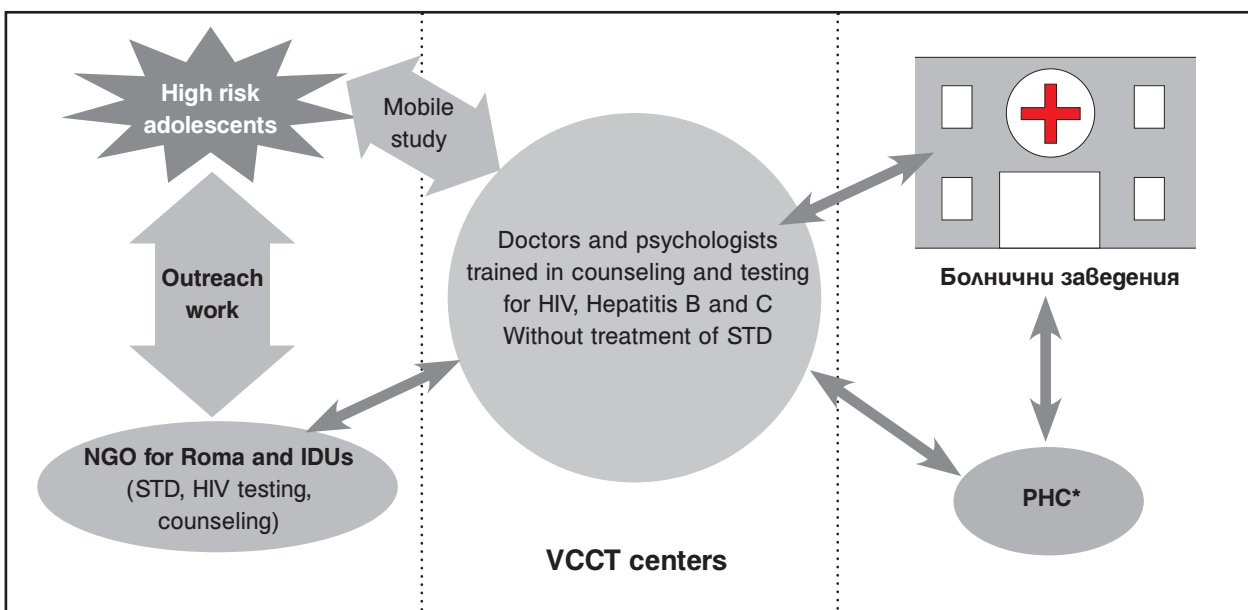 High risk
adolescents
Mobile
study
Outreach
work
NGO for Roma and IDUs
(STD, HIV testing,
counseling)
Doctors and psychologists
trained in counseling and testing
for HIV, Hepatitis B and C
Without treatment of STD
VCCT centers
Болнични заведения
PHC*